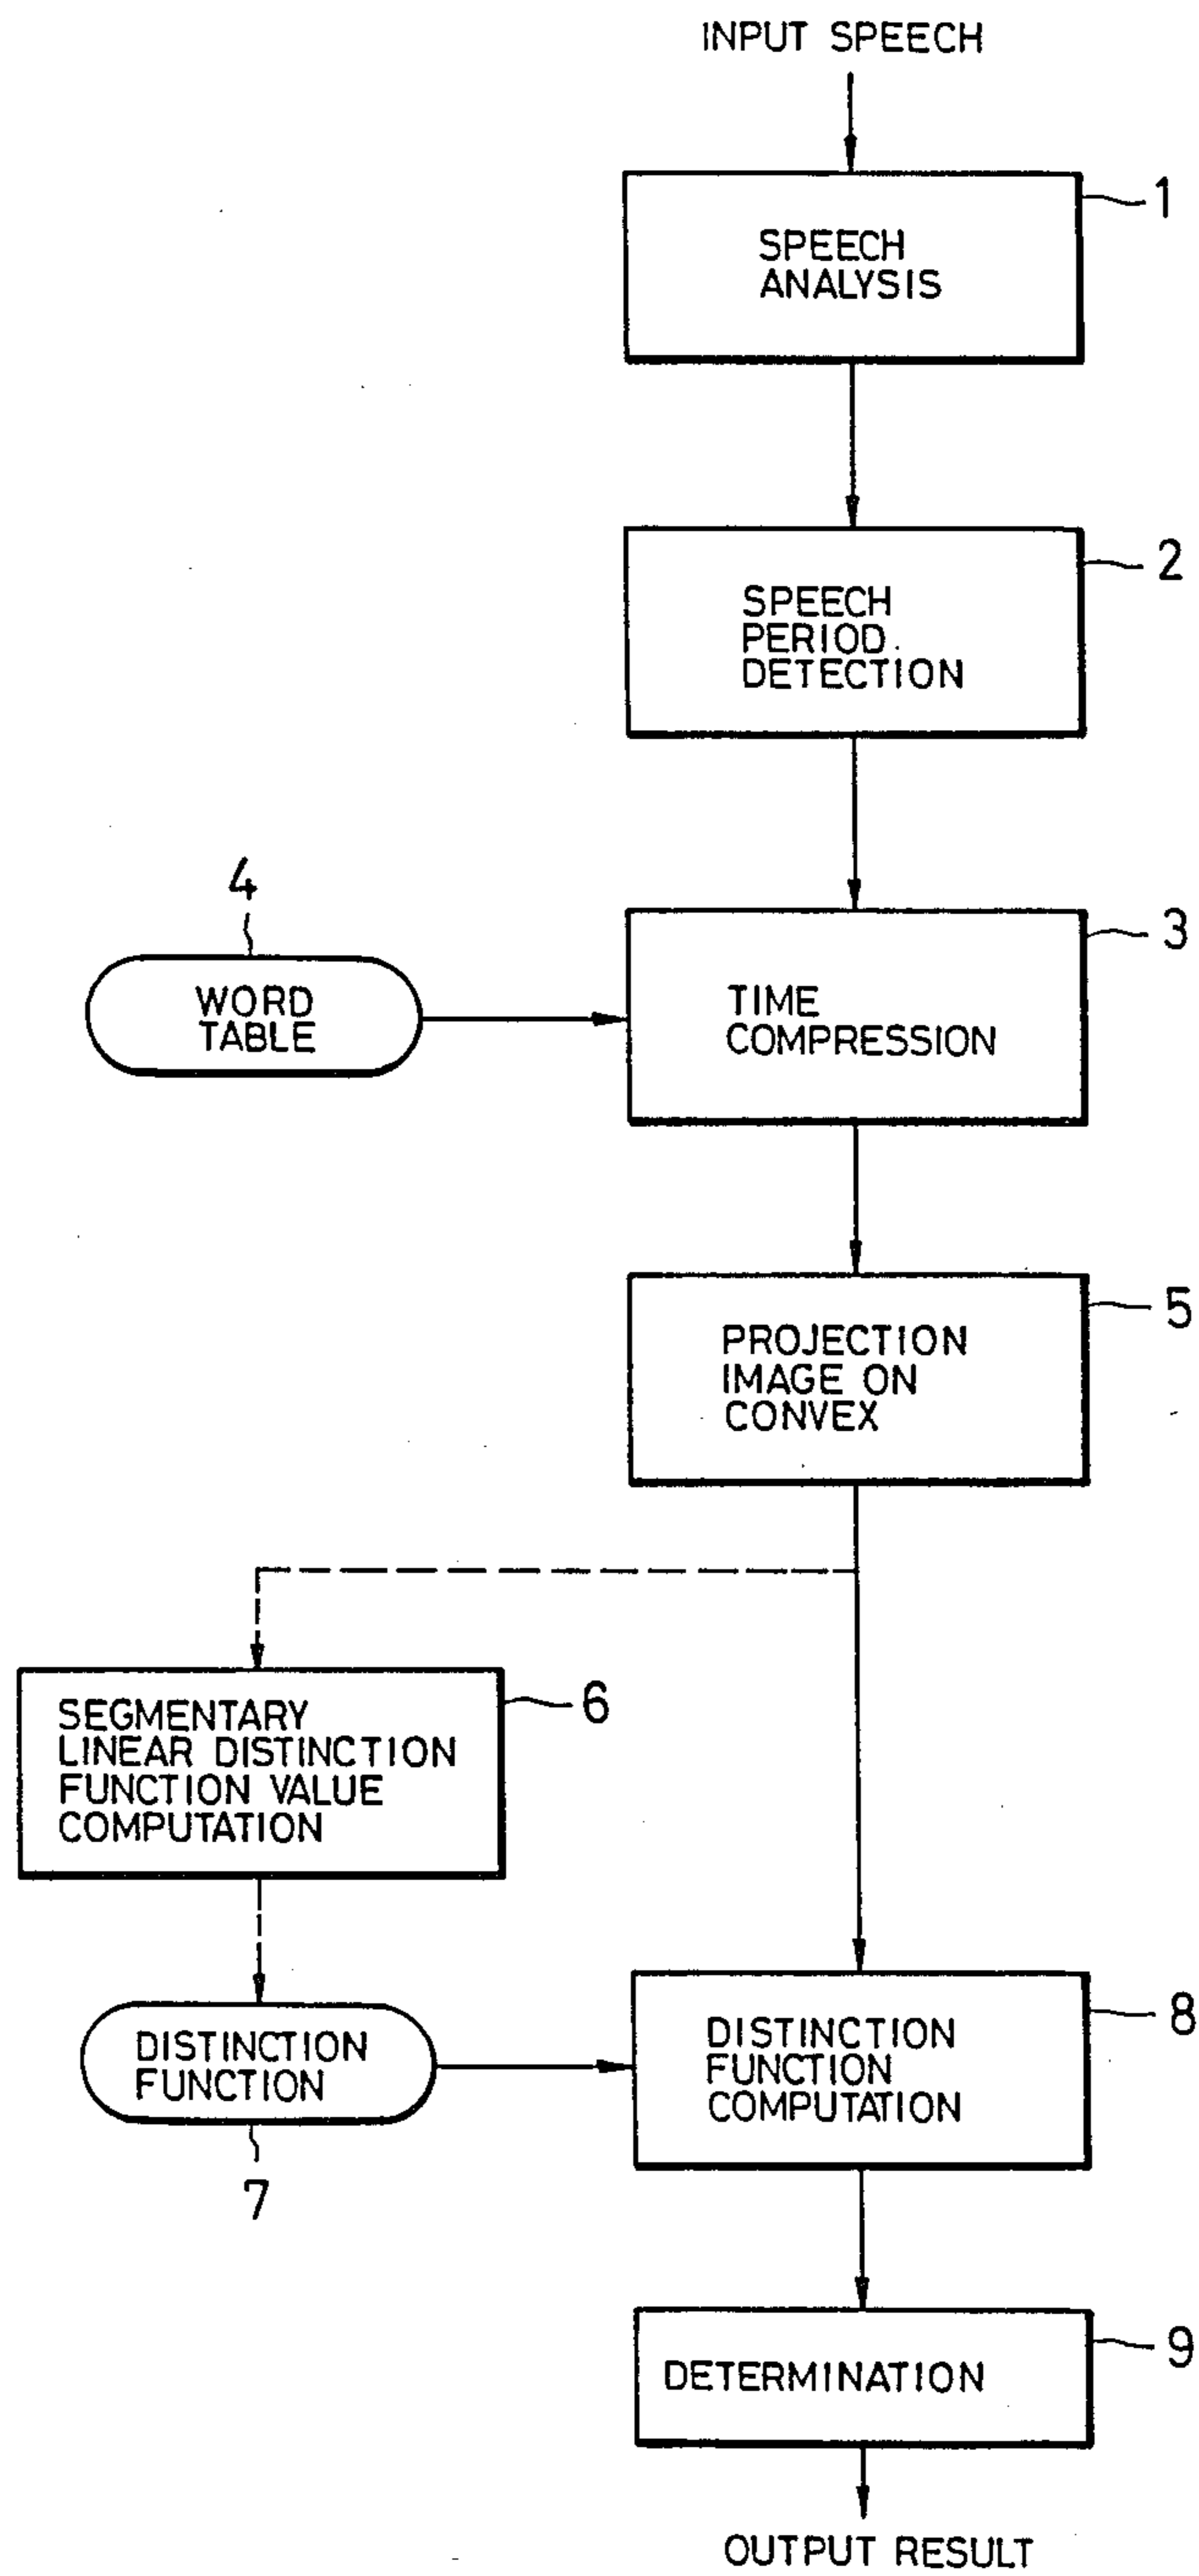 INPUT SPEECH
1
SPEECH
ANALYSIS
2
SPEECH
PERIOD
DETECTION
4
WORD
TABLE
3
TIME
COMPRESSION
5
PROJECTION
IMAGE ON
CONVEX
6
SEGMENTARY
LINEAR DISTINCTION
FUNCTION VALUE
COMPUTATION
DISTINCTION
FUNCTION
7
8
DISTINCTION
FUNCTION
COMPUTATION
9
DETERMINATION
OUTPUT RESULT